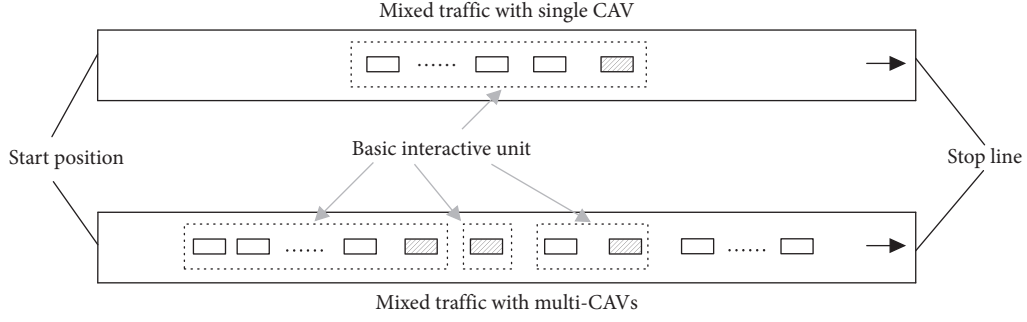 Mixed traffic with single CAV
......
Start position
Basic interactive unit
Stop line
......
......
Mixed traffic with multi-CAVs